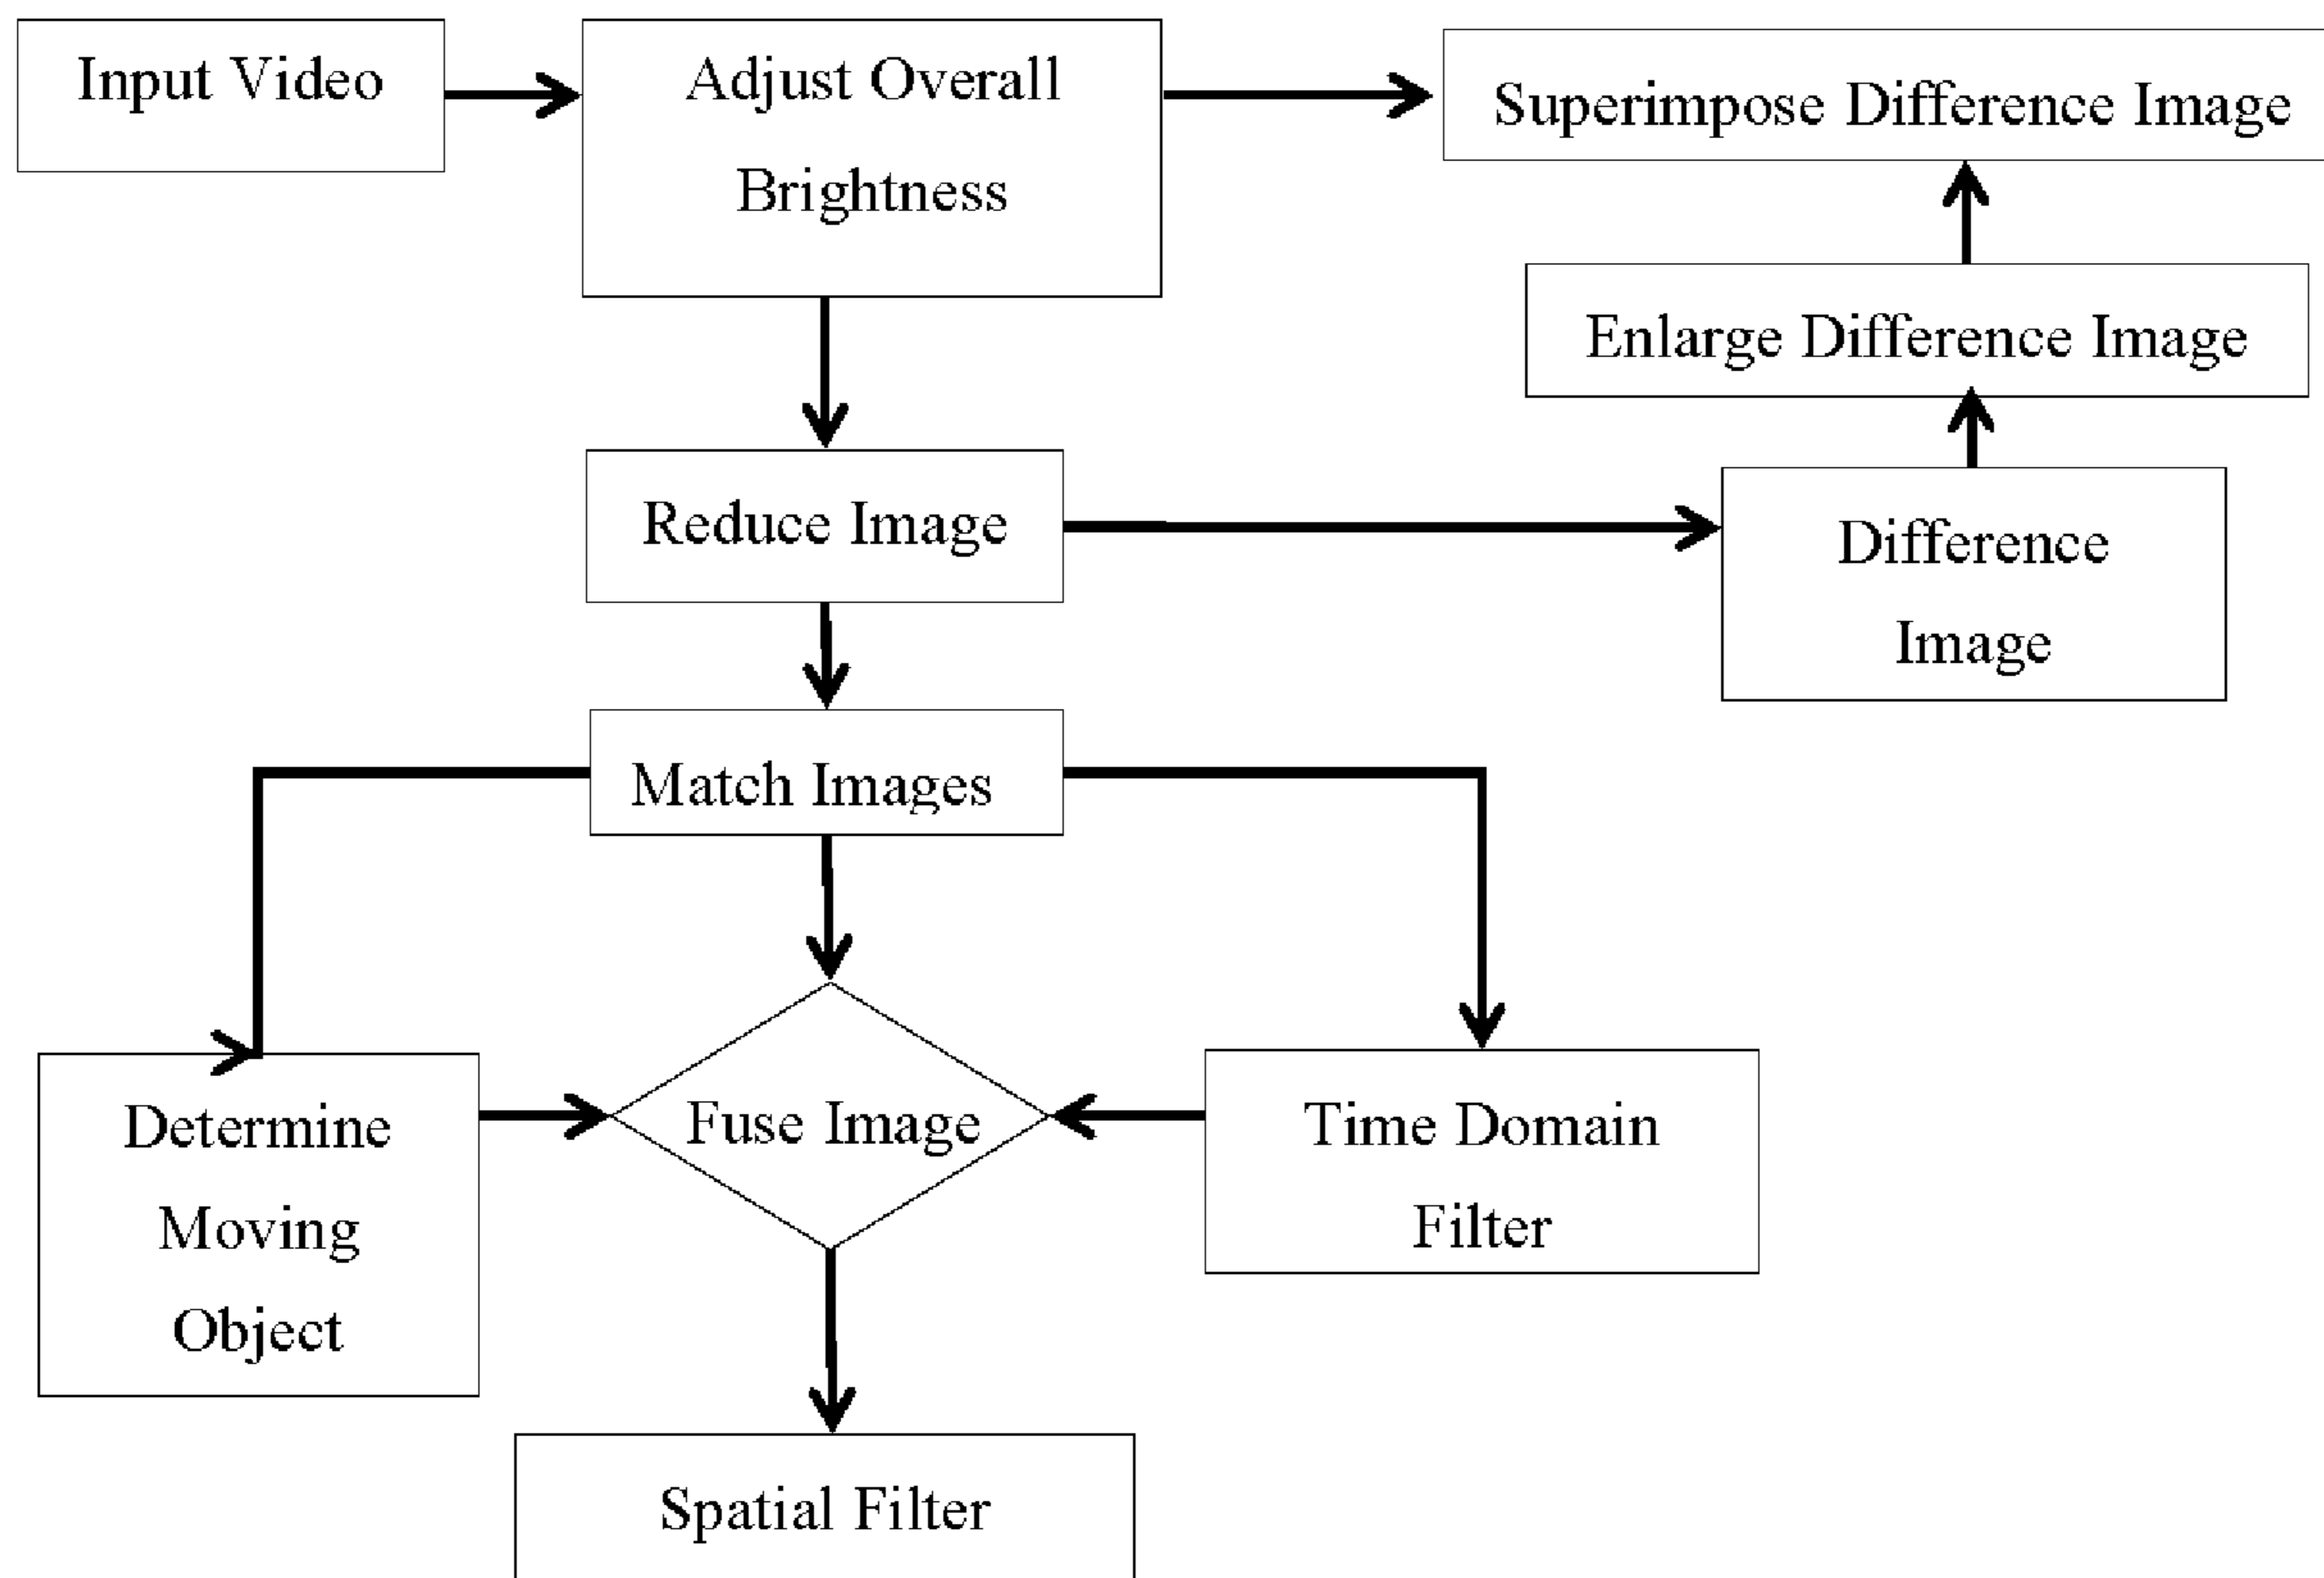 Input Video
Adjust Overall
Brightness
Superimpose Difference Image
Enlarge Difference Image
Reduce Image
Difference
Image
Match Images
Determine
Moving
Object
Fuse Image
Time Domain
Filter
Spatial Filter